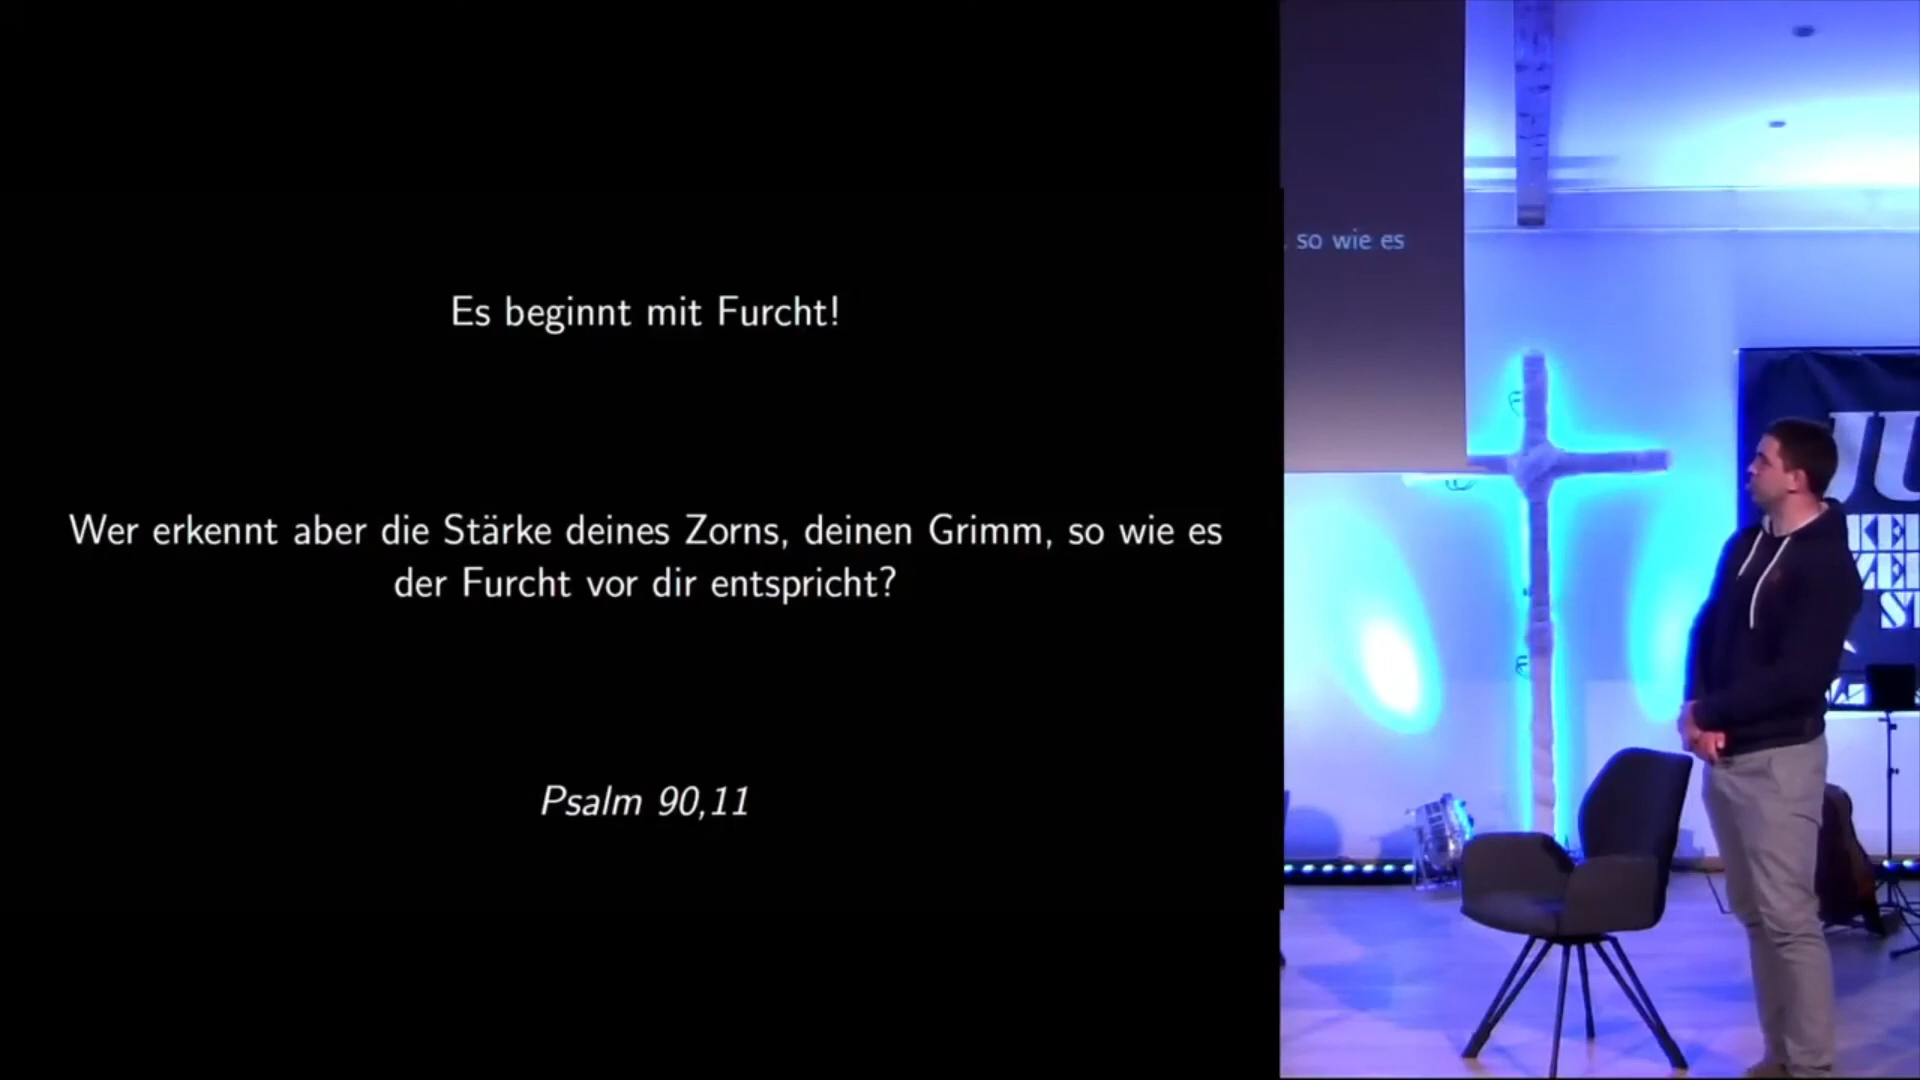 Es beginnt mit Furcht!
Wer erkennt aber die Stärke deines Zorns, deinen Grimm, so wie es
der Furcht vor dir entspricht?
Psalm 90,11
so wie es
JU